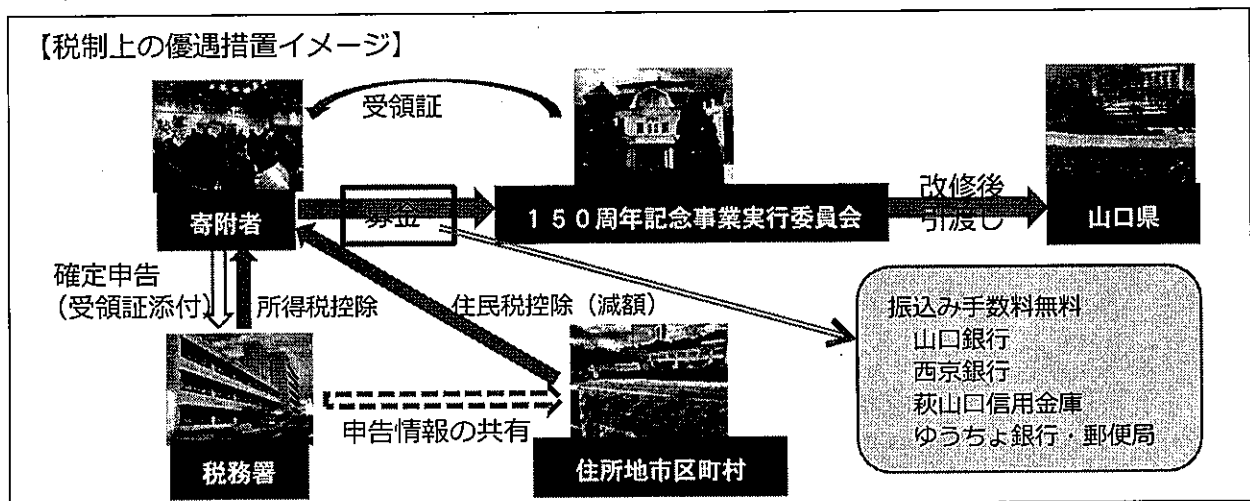 【税制上の優遇措置イメージ】
受領証
寄附者
募金
150周年記念事業実行委員会
改修後
引渡し
山口県
確定申告
(受領証添付)
所得税控除
住民税控除(減額)
振込み手数料無料
山口銀行
西京銀行
萩山口信用金庫
ゆうちょ銀行・郵便局
申告情報の共有
税務署
住所地市区町村